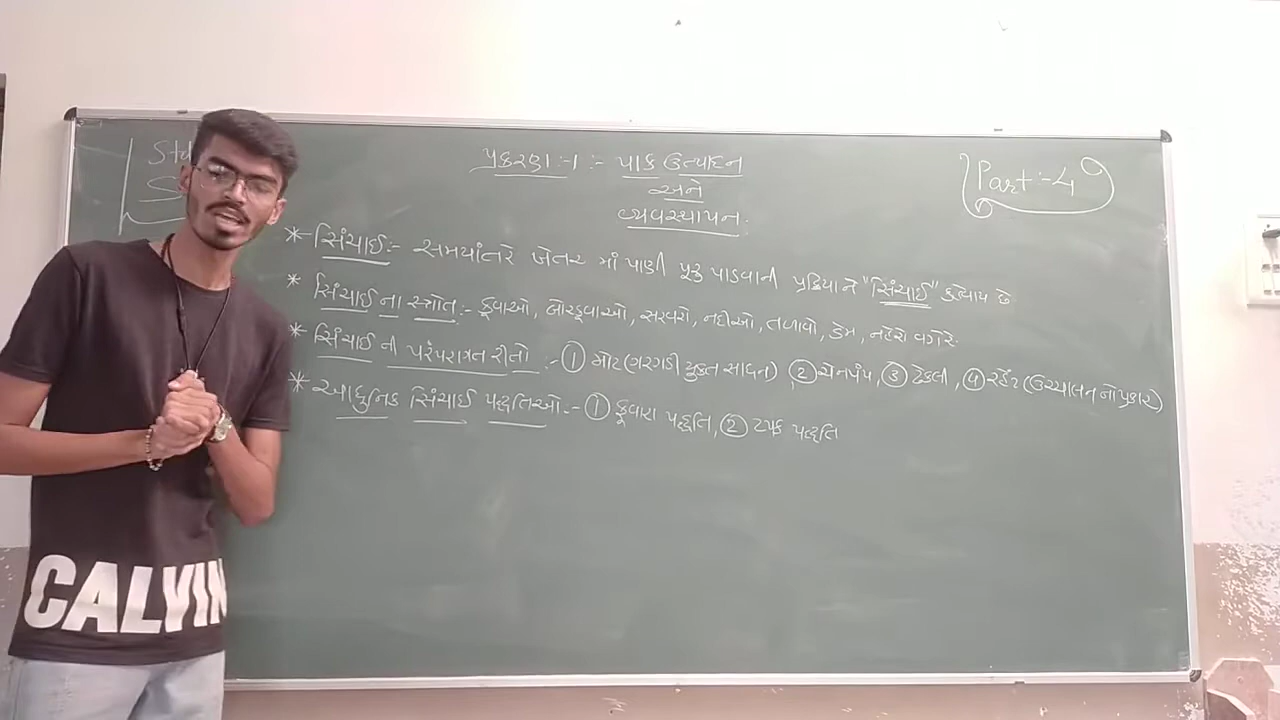 Std
S
પ્રકરણ :-1 :- પાક ઉત્પાદન
અને
વ્યવસ્થાપન.
Part :- 4
* સિંચાઈ :- સમયાંતરે ખેતર માં પાણી પૂરું પાડવાની પ્રક્રિયા ને "સિંચાઈ" કહેવાય છે
* સિંચાઈ ના સ્ત્રોત :- કૂવાઓ, બોરકૂવાઓ, સરવરો, નદીઓ, તળાવો, ડેમ, નહેરો વગેરે.
* સિંચાઈ ની પરંપરાગત રીતો :- ① મોટ (ગરગડી યુક્ત સાધન) ② ચેનપંપ, ③ ઢેકલી, ④ રહેંટ (ઉચ્ચાલન નો પ્રકાર)
* આધુનિક સિંચાઈ પદ્ધતિઓ :- ① ફુવારા પદ્ધતિ, ② ટપક પદ્ધતિ
CALVIN